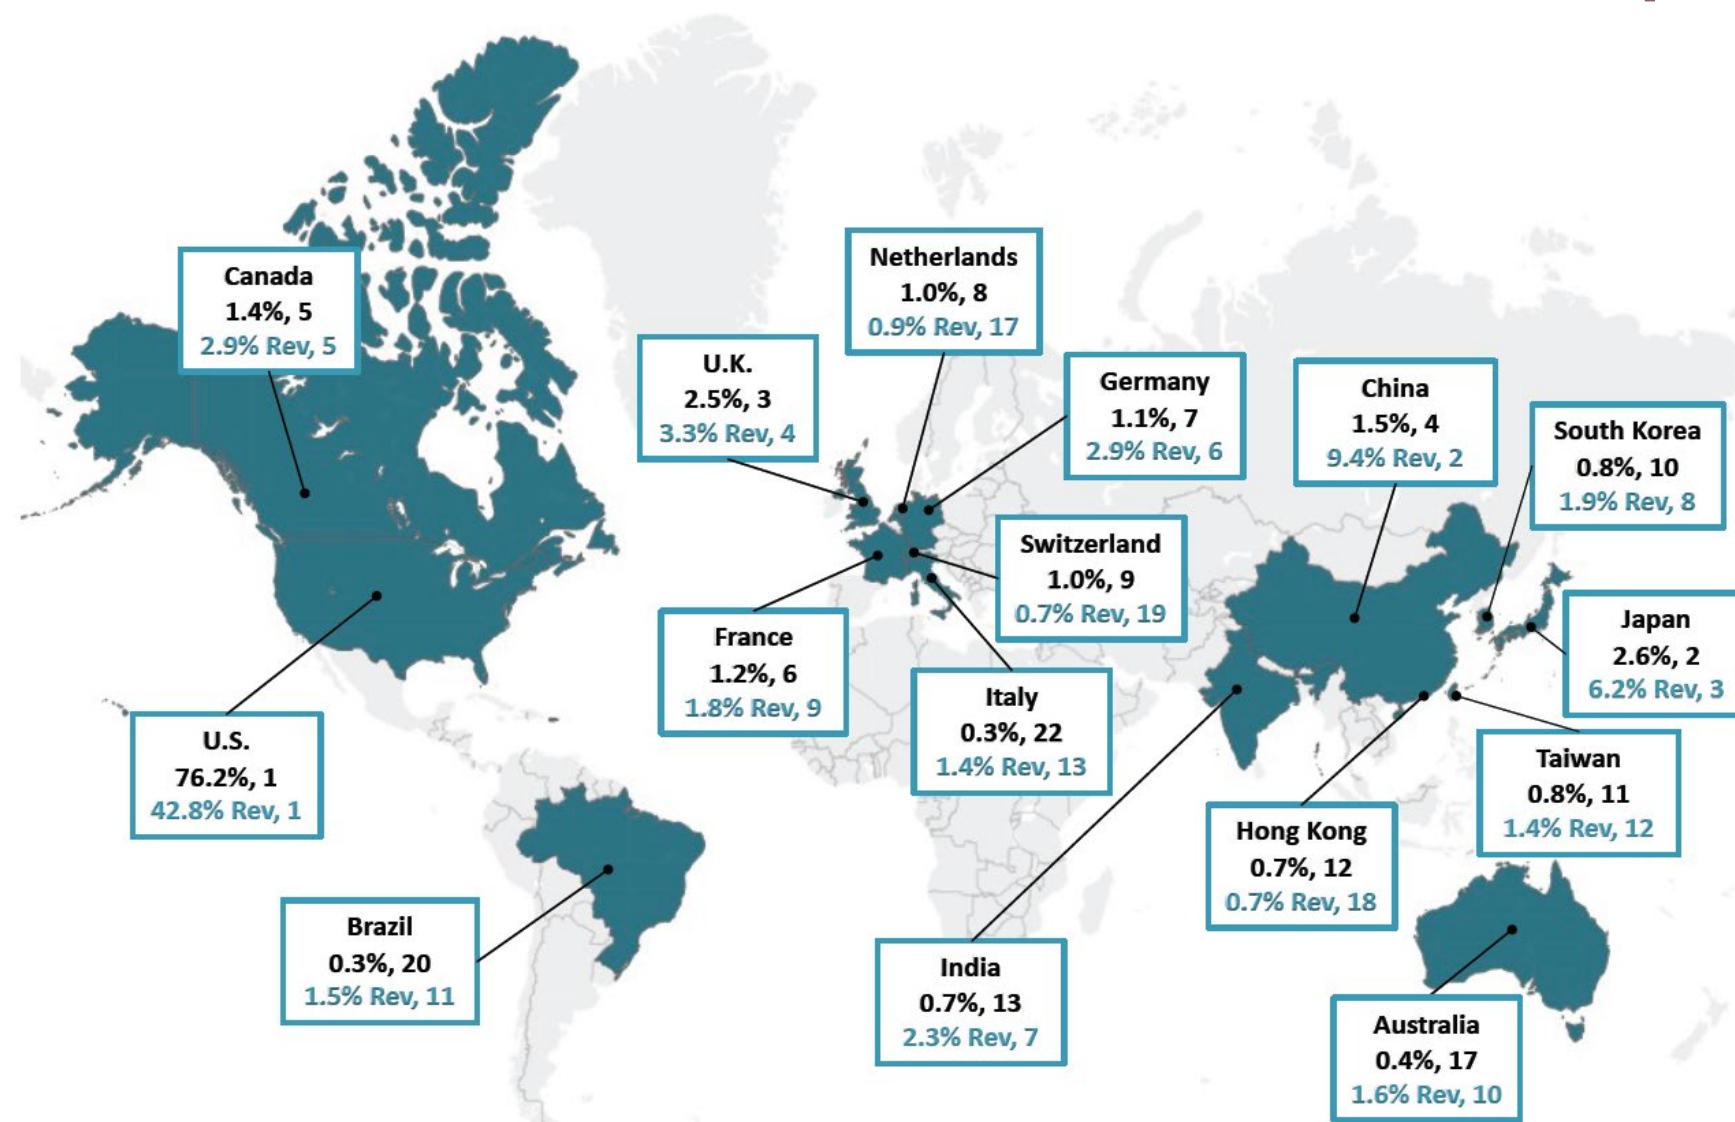 Netherlands
1.0%, 8
0.9% Rev, 17
Canada
1.4%, 5
2.9% Rev, 5
U.K.
2.5%, 3
3.3% Rev, 4
Germany
1.1%, 7
2.9% Rev, 6
China
1.5%, 4
9.4% Rev, 2
South Korea
0.8%, 10
1.9% Rev, 8
Switzerland
1.0%, 9
0.7% Rev, 19
France
1.2%, 6
1.8% Rev, 9
Japan
2.6%, 2
6.2% Rev, 3
Italy
0.3%, 22
1.4% Rev, 13
U.S.
76.2%, 1
42.8% Rev, 1
Taiwan
0.8%, 11
1.4% Rev, 12
Hong Kong
0.7%, 12
0.7% Rev, 18
Brazil
0.3%, 20
1.5% Rev, 11
India
0.7%, 13
2.3% Rev, 7
Australia
0.4%, 17
1.6% Rev, 10